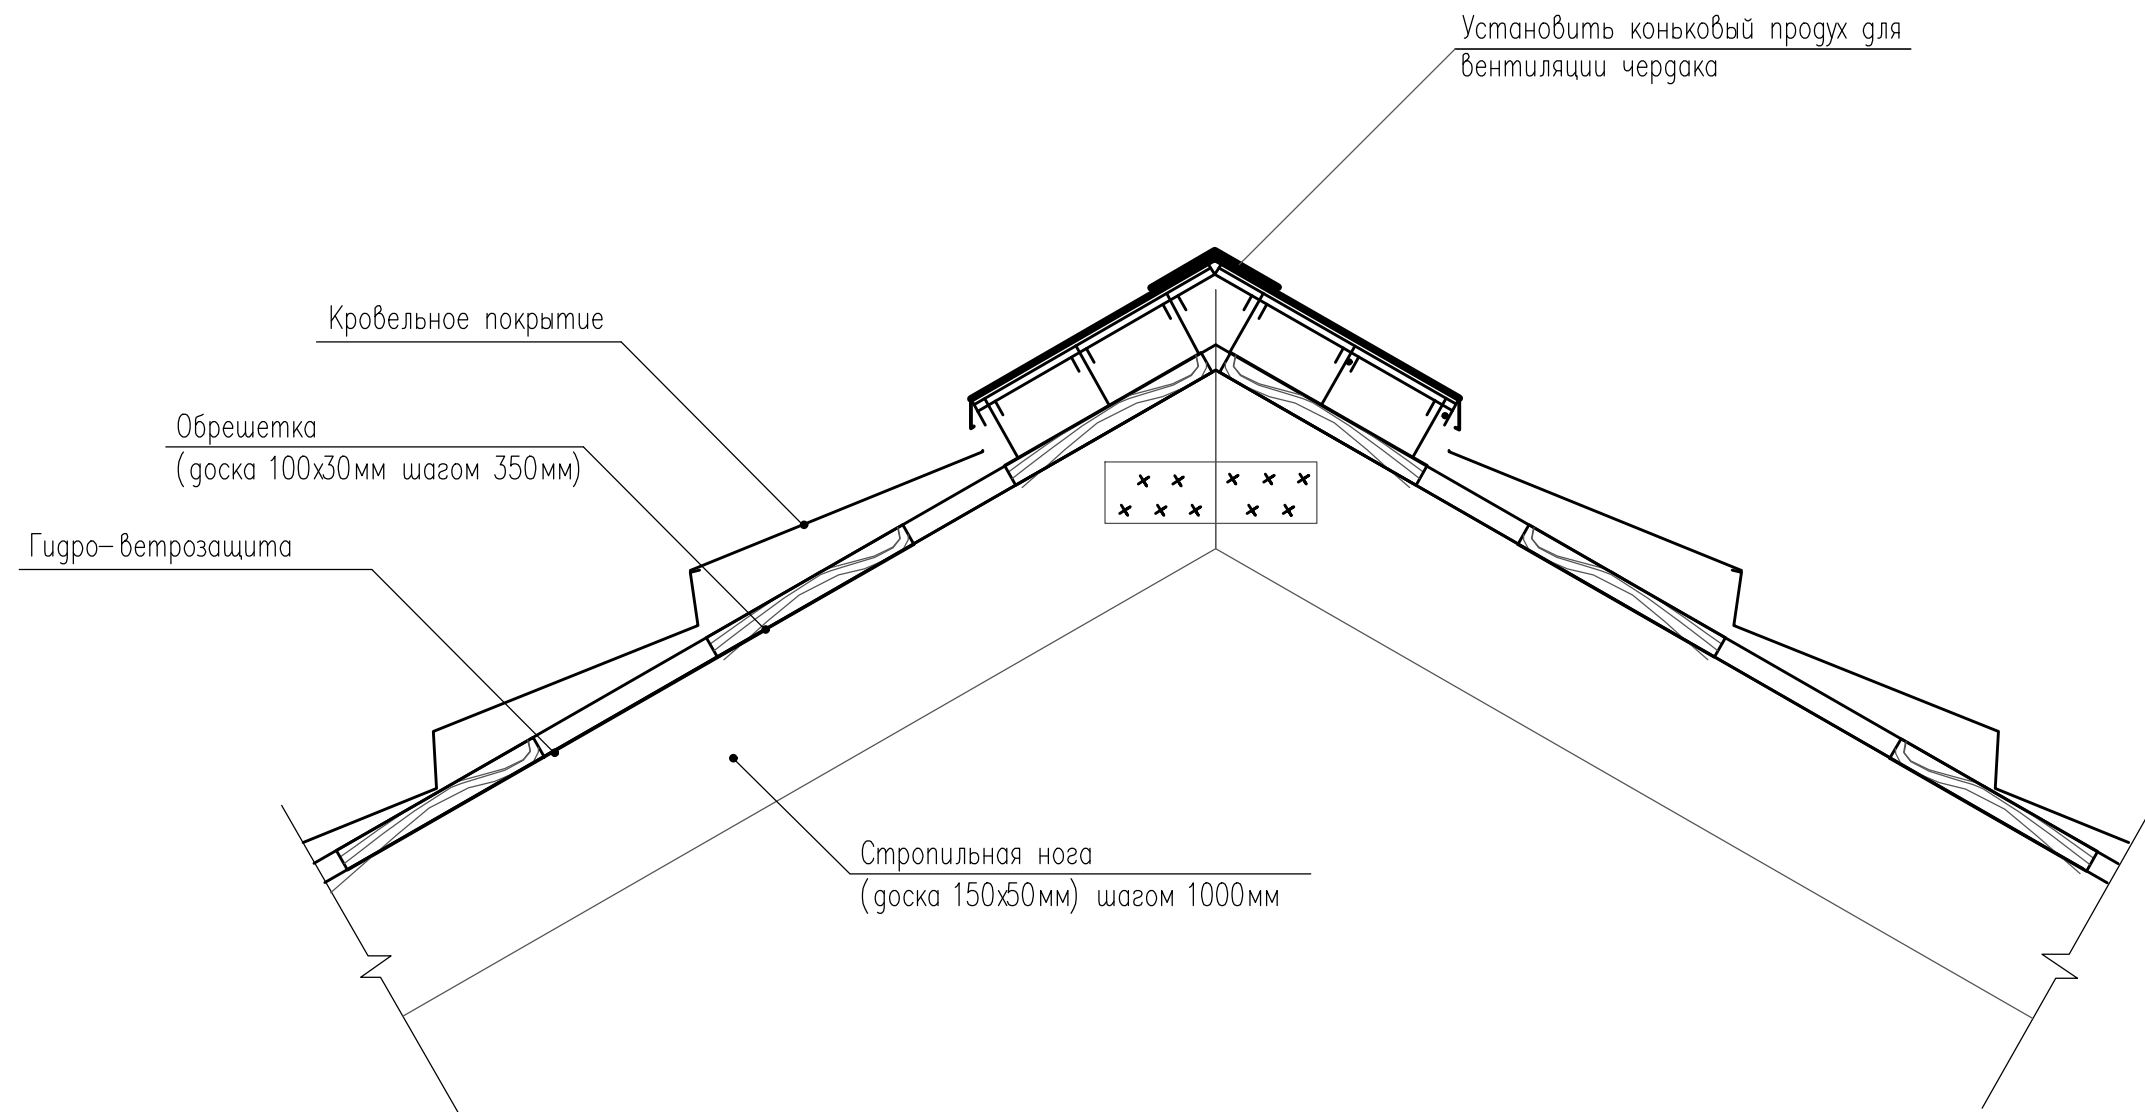 Установить коньковый продух для
вентиляции чердака
Кровельное покрытие
Обрешетка
(доска 100х30мм шагом 350мм)
Гидро-ветрозащита
Стропильная нога
(доска 150х50мм) шагом 1000мм